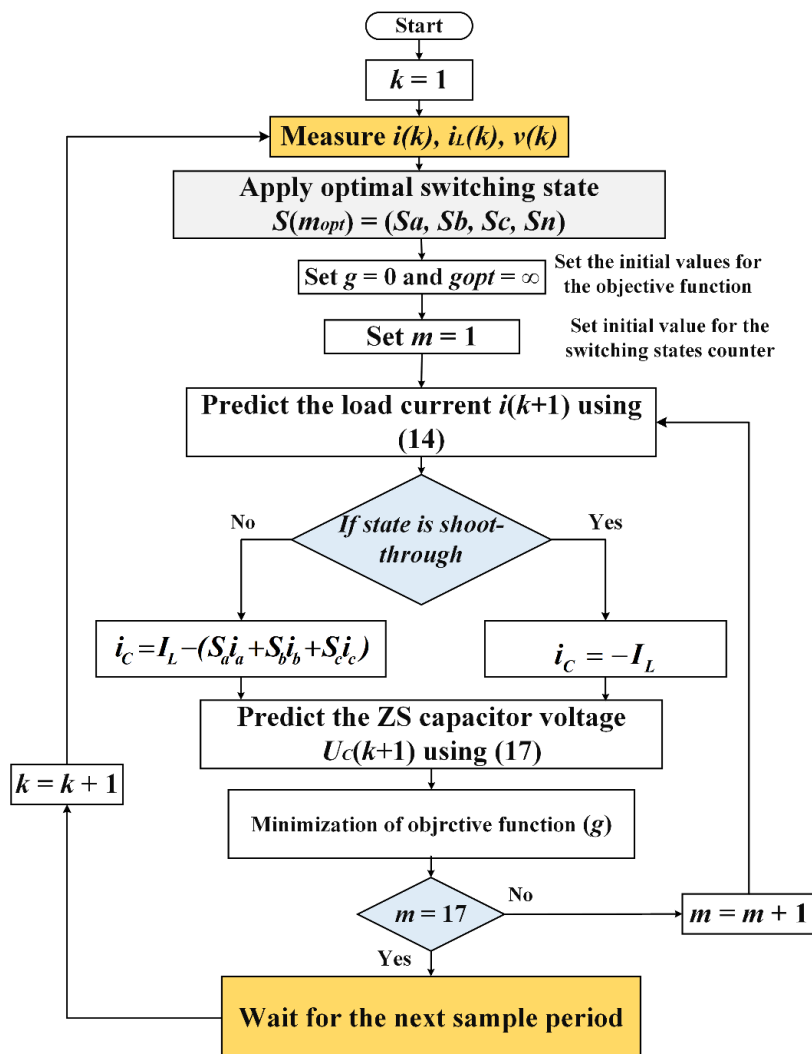 Start
k = 1
Measure i(k), iL(k), v(k)
Apply optimal switching state
S(mopt) = (Sa, Sb, Sc, Sn)
Set g = 0 and gopt = ∞
Set the initial values for
the objective function
Set m = 1
Set initial value for the
switching states counter
Predict the load current i(k+1) using
(14)
If state is shoot-
through
No
Yes
iC = IL – (Saia + Sbib + Scic)
iC = – IL
Predict the ZS capacitor voltage
UC(k+1) using (17)
k = k + 1
Minimization of objrctive function (g)
m = 17
No
m = m + 1
Yes
Wait for the next sample period